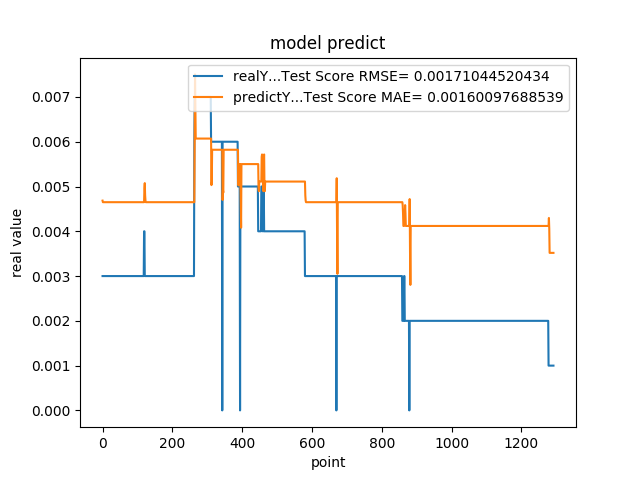 model predict
realY...Test Score RMSE= 0.00171044520434
predictY...Test Score MAE= 0.00160097688539
0.007
0.006
0.005
0.004
0.003
0.002
0.001
0.000
real value
0 200 400 600 800 1000 1200
point